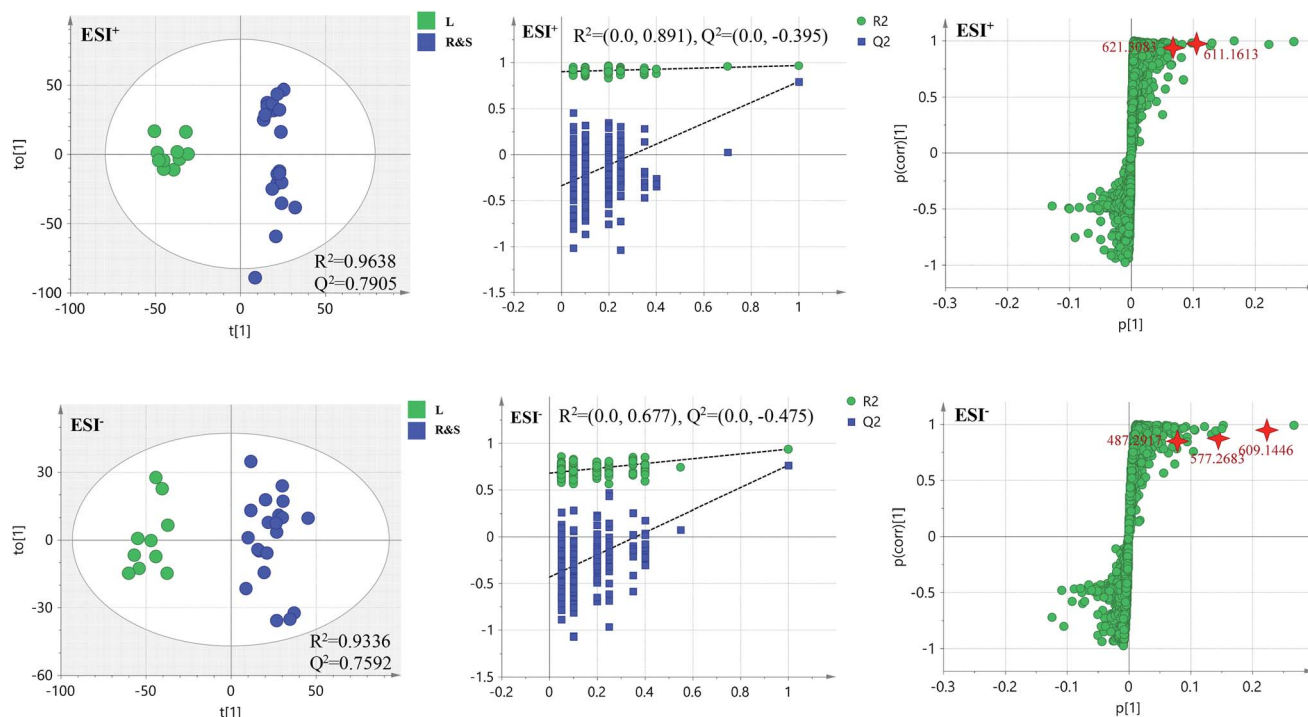 ESI⁺
L
R&S
50
0
-50
-100
to[1]
R²=0.9638
Q²=0.7905
-100
-50
0
50
t[1]
ESI⁺
R²=(0.0, 0.891), Q²=(0.0, -0.395)
R2
Q2
1
0.5
0
-0.5
-1
-1.5
-0.2
0
0.2
0.4
0.6
0.8
1
ESI⁺
621.3083
611.1613
1
0.5
0
-0.5
-1
p(corr)[1]
-0.2
-0.1
0
0.1
0.2
p[1]
ESI⁻
L
R&S
30
0
-30
-60
to[1]
R²=0.9336
Q²=0.7592
-100
-50
0
50
t[1]
ESI⁻
R²=(0.0, 0.677), Q²=(0.0, -0.475)
R2
Q2
1
0.5
0
-0.5
-1
-1.5
-0.2
0
0.2
0.4
0.6
0.8
1
ESI⁻
487.2917
577.2683
609.1446
1
0.5
0
-0.5
-1
p(corr)[1]
-0.3
-0.2
-0.1
0
0.1
0.2
p[1]